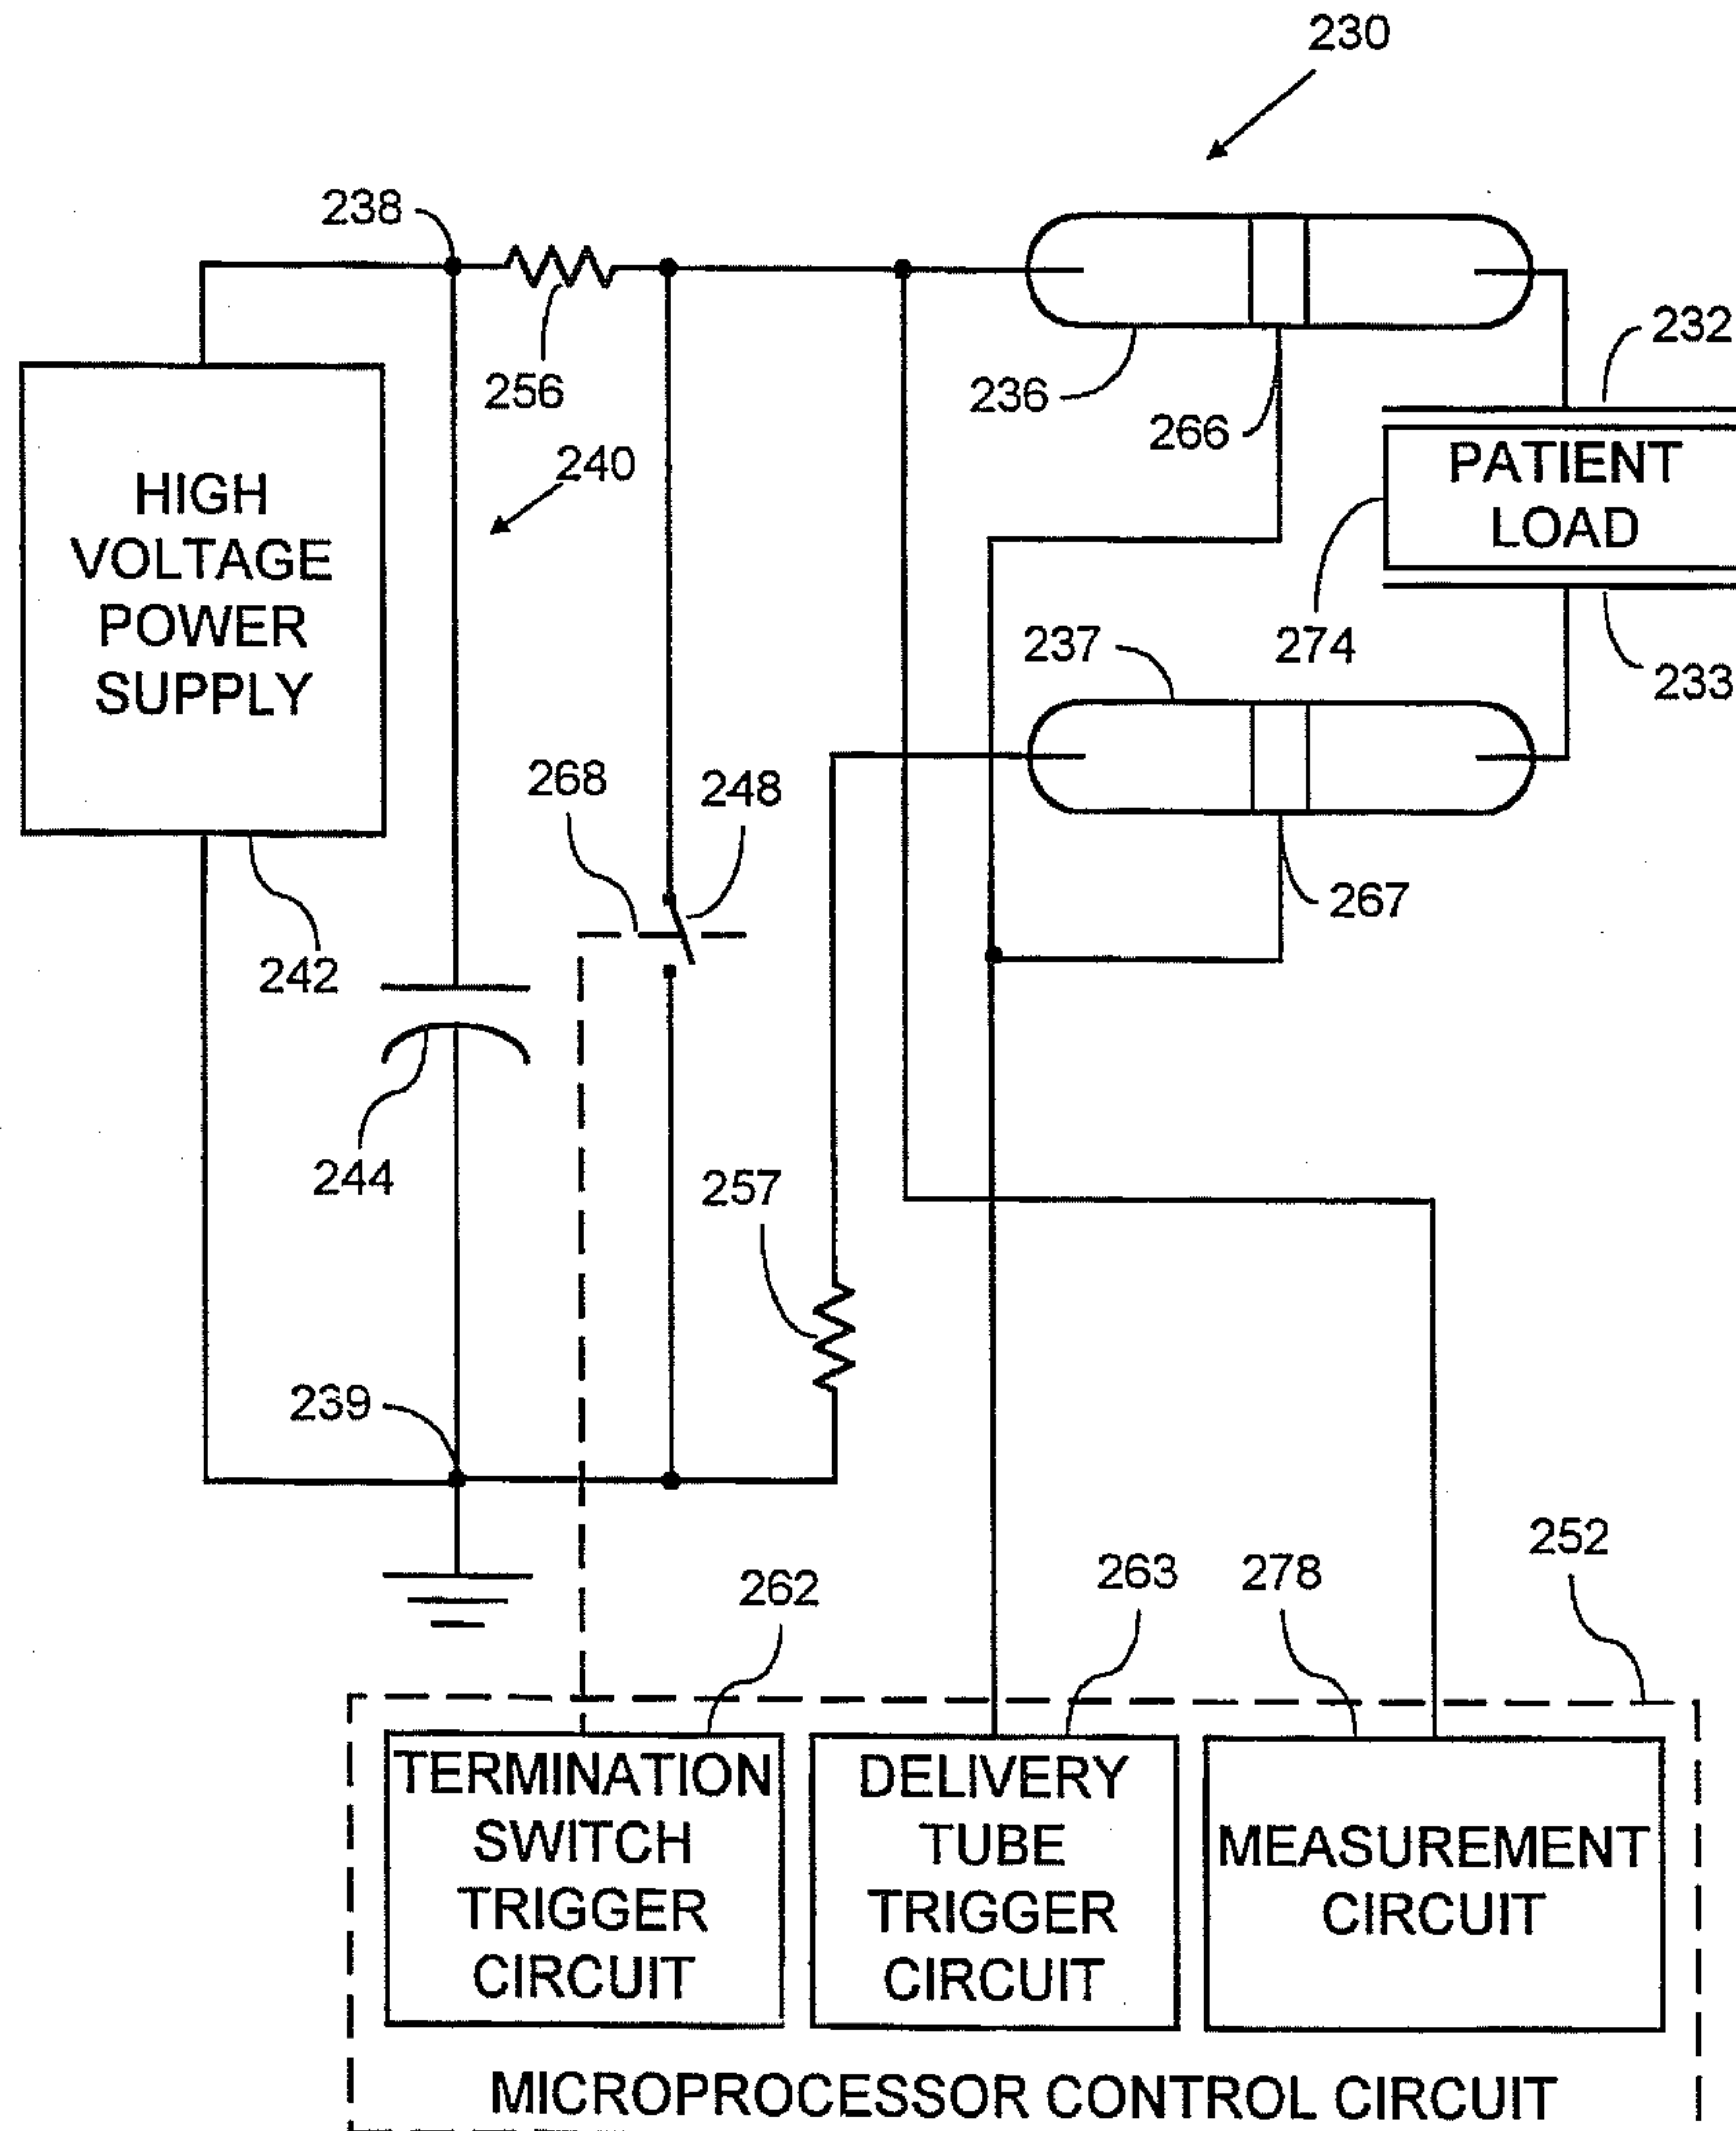 230
238
256
236
266
232
PATIENT
LOAD
240
HIGH
VOLTAGE
POWER
SUPPLY
237
274
233
268
248
267
242
244
257
239
262
263
278
252
TERMINATION
SWITCH
TRIGGER
CIRCUIT
DELIVERY
TUBE
TRIGGER
CIRCUIT
MEASUREMENT
CIRCUIT
MICROPROCESSOR CONTROL CIRCUIT